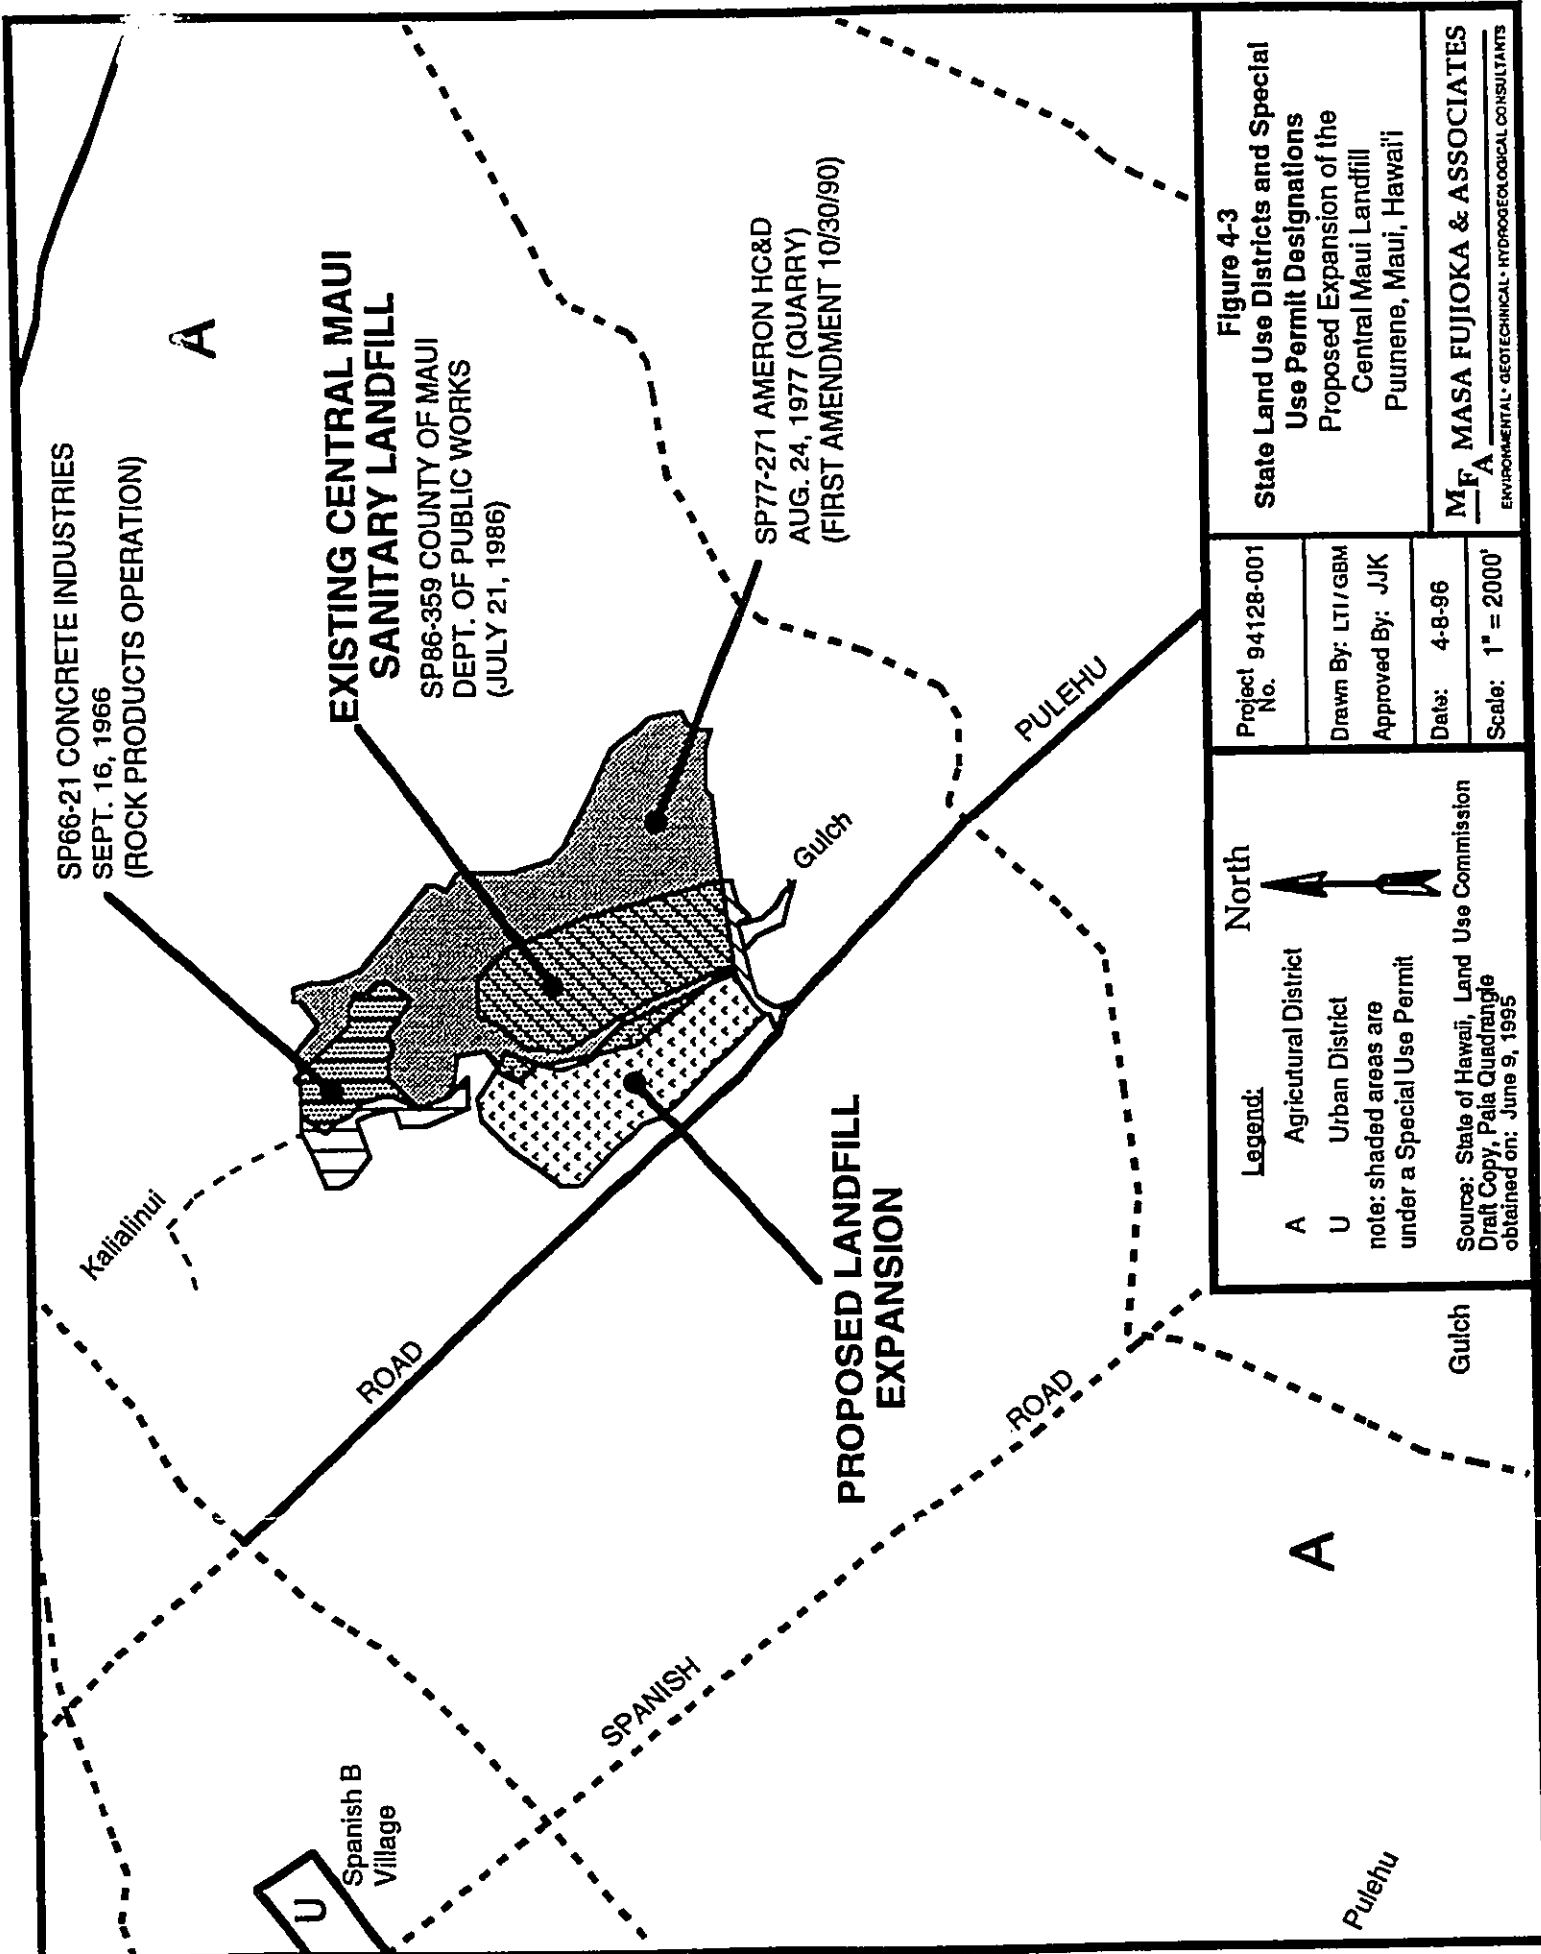 SP66-21 CONCRETE INDUSTRIES
SEPT. 16, 1966
(ROCK PRODUCTS OPERATION)
A
EXISTING CENTRAL MAUI
SANITARY LANDFILL
SP86-359 COUNTY OF MAUI
DEPT. OF PUBLIC WORKS
(JULY 21, 1986)
SP77-271 AMERON HC&D
AUG. 24, 1977 (QUARRY)
(FIRST AMENDMENT 10/30/90)
Kalialinui
Gulch
PULEHU
ROAD
PROPOSED LANDFILL
EXPANSION
U
Spanish B
Village
SPANISH
ROAD
A
Pulehu
Gulch
Legend:
North
A Agricutural District
U Urban District
note: shaded areas are
under a Special Use Permit
Source: State of Hawaii, Land Use Commission
Draft Copy, Paia Quadrangle
obtained on: June 9, 1995
Project No. 94128-001
Drawn By: LTI / GBM
Approved By: JJK
Date: 4-8-96
Scale: 1" = 2000'
Figure 4-3
State Land Use Districts and Special
Use Permit Designations
Proposed Expansion of the
Central Maui Landfill
Puunene, Maui, Hawai'i
MFA MASA FUJIOKA & ASSOCIATES
ENVIRONMENTAL • GEOTECHNICAL • HYDROGEOLOGICAL CONSULTANTS